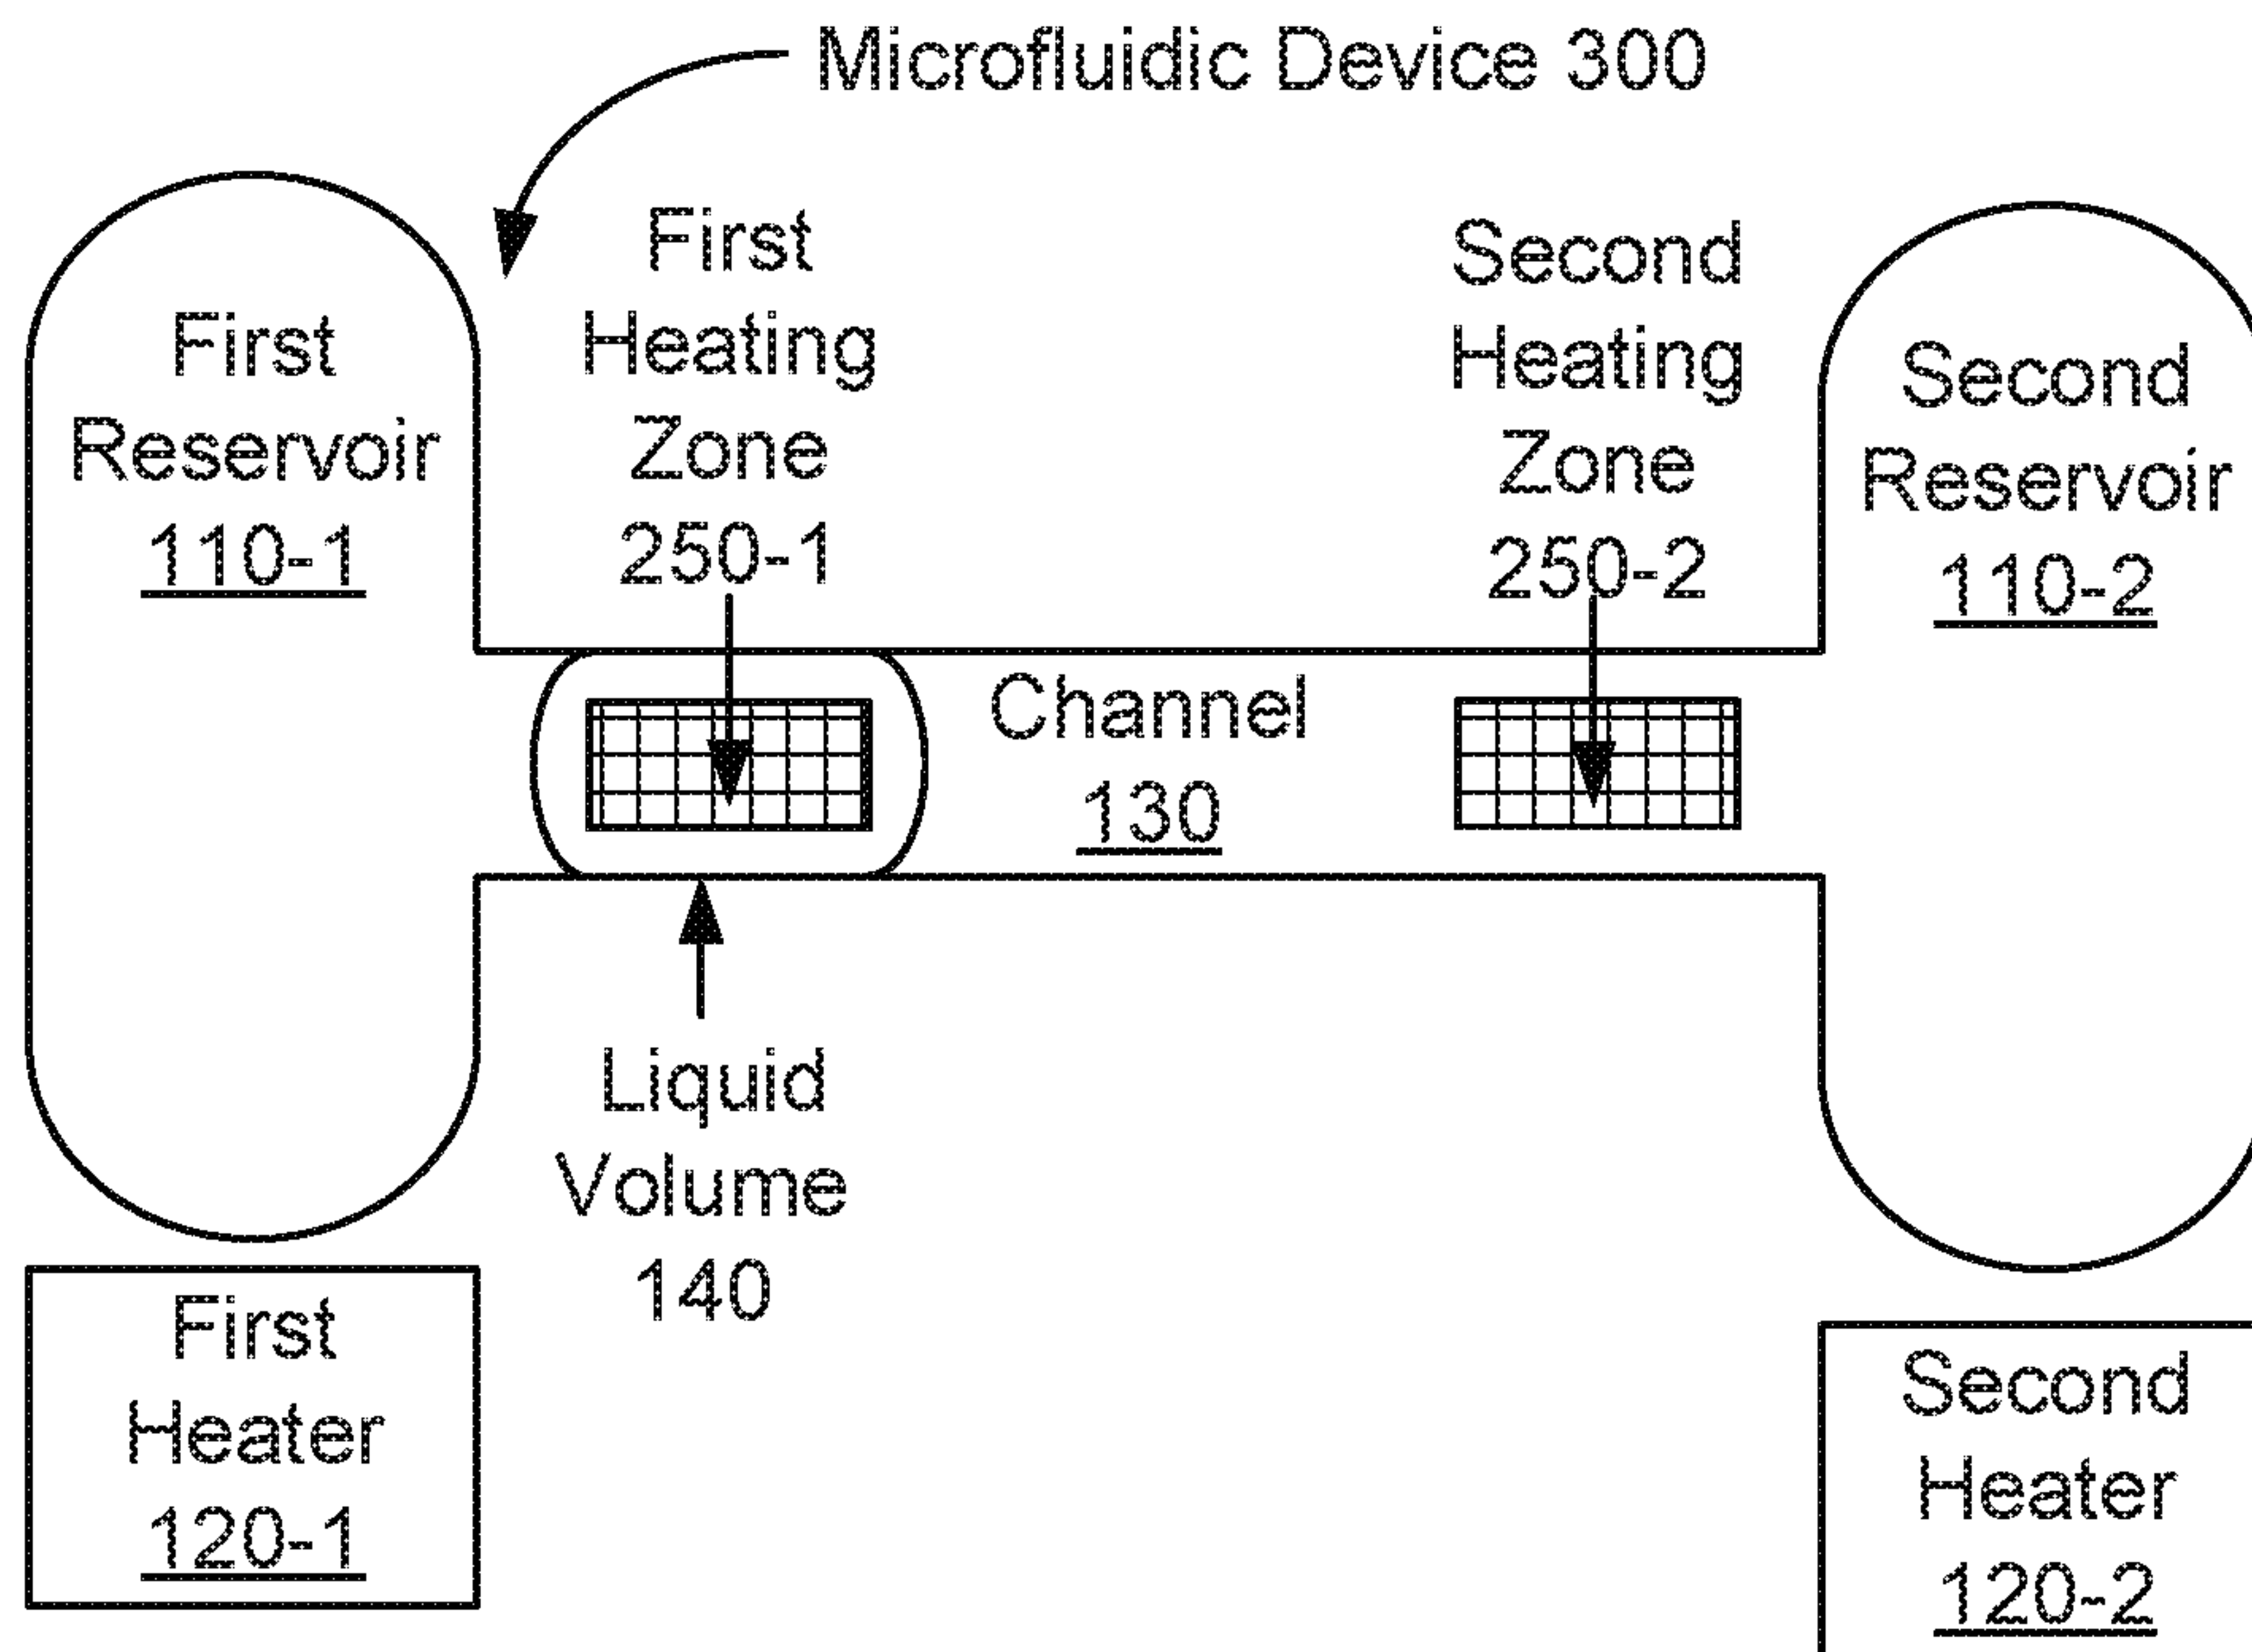 Microfluidic Device 300
First
Reservoir
110-1
First
Heating
Zone
250-1
Second
Heating
Zone
250-2
Second
Reservoir
110-2
Channel
130
Liquid
Volume
140
First
Heater
120-1
Second
Heater
120-2